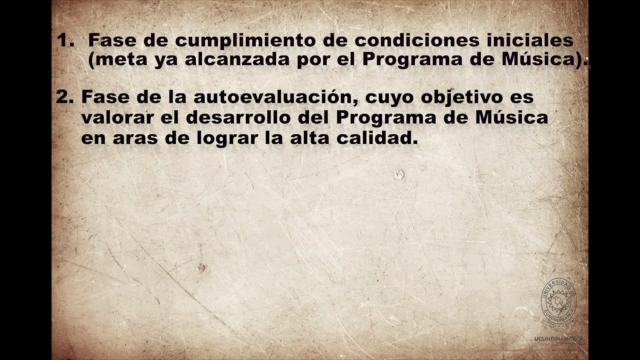 1. Fase de cumplimiento de condiciones iniciales
(meta ya alcanzada por el Programa de Música).
2. Fase de la autoevaluación, cuyo objetivo es
valorar el desarrollo del Programa de Música
en aras de lograr la alta calidad.